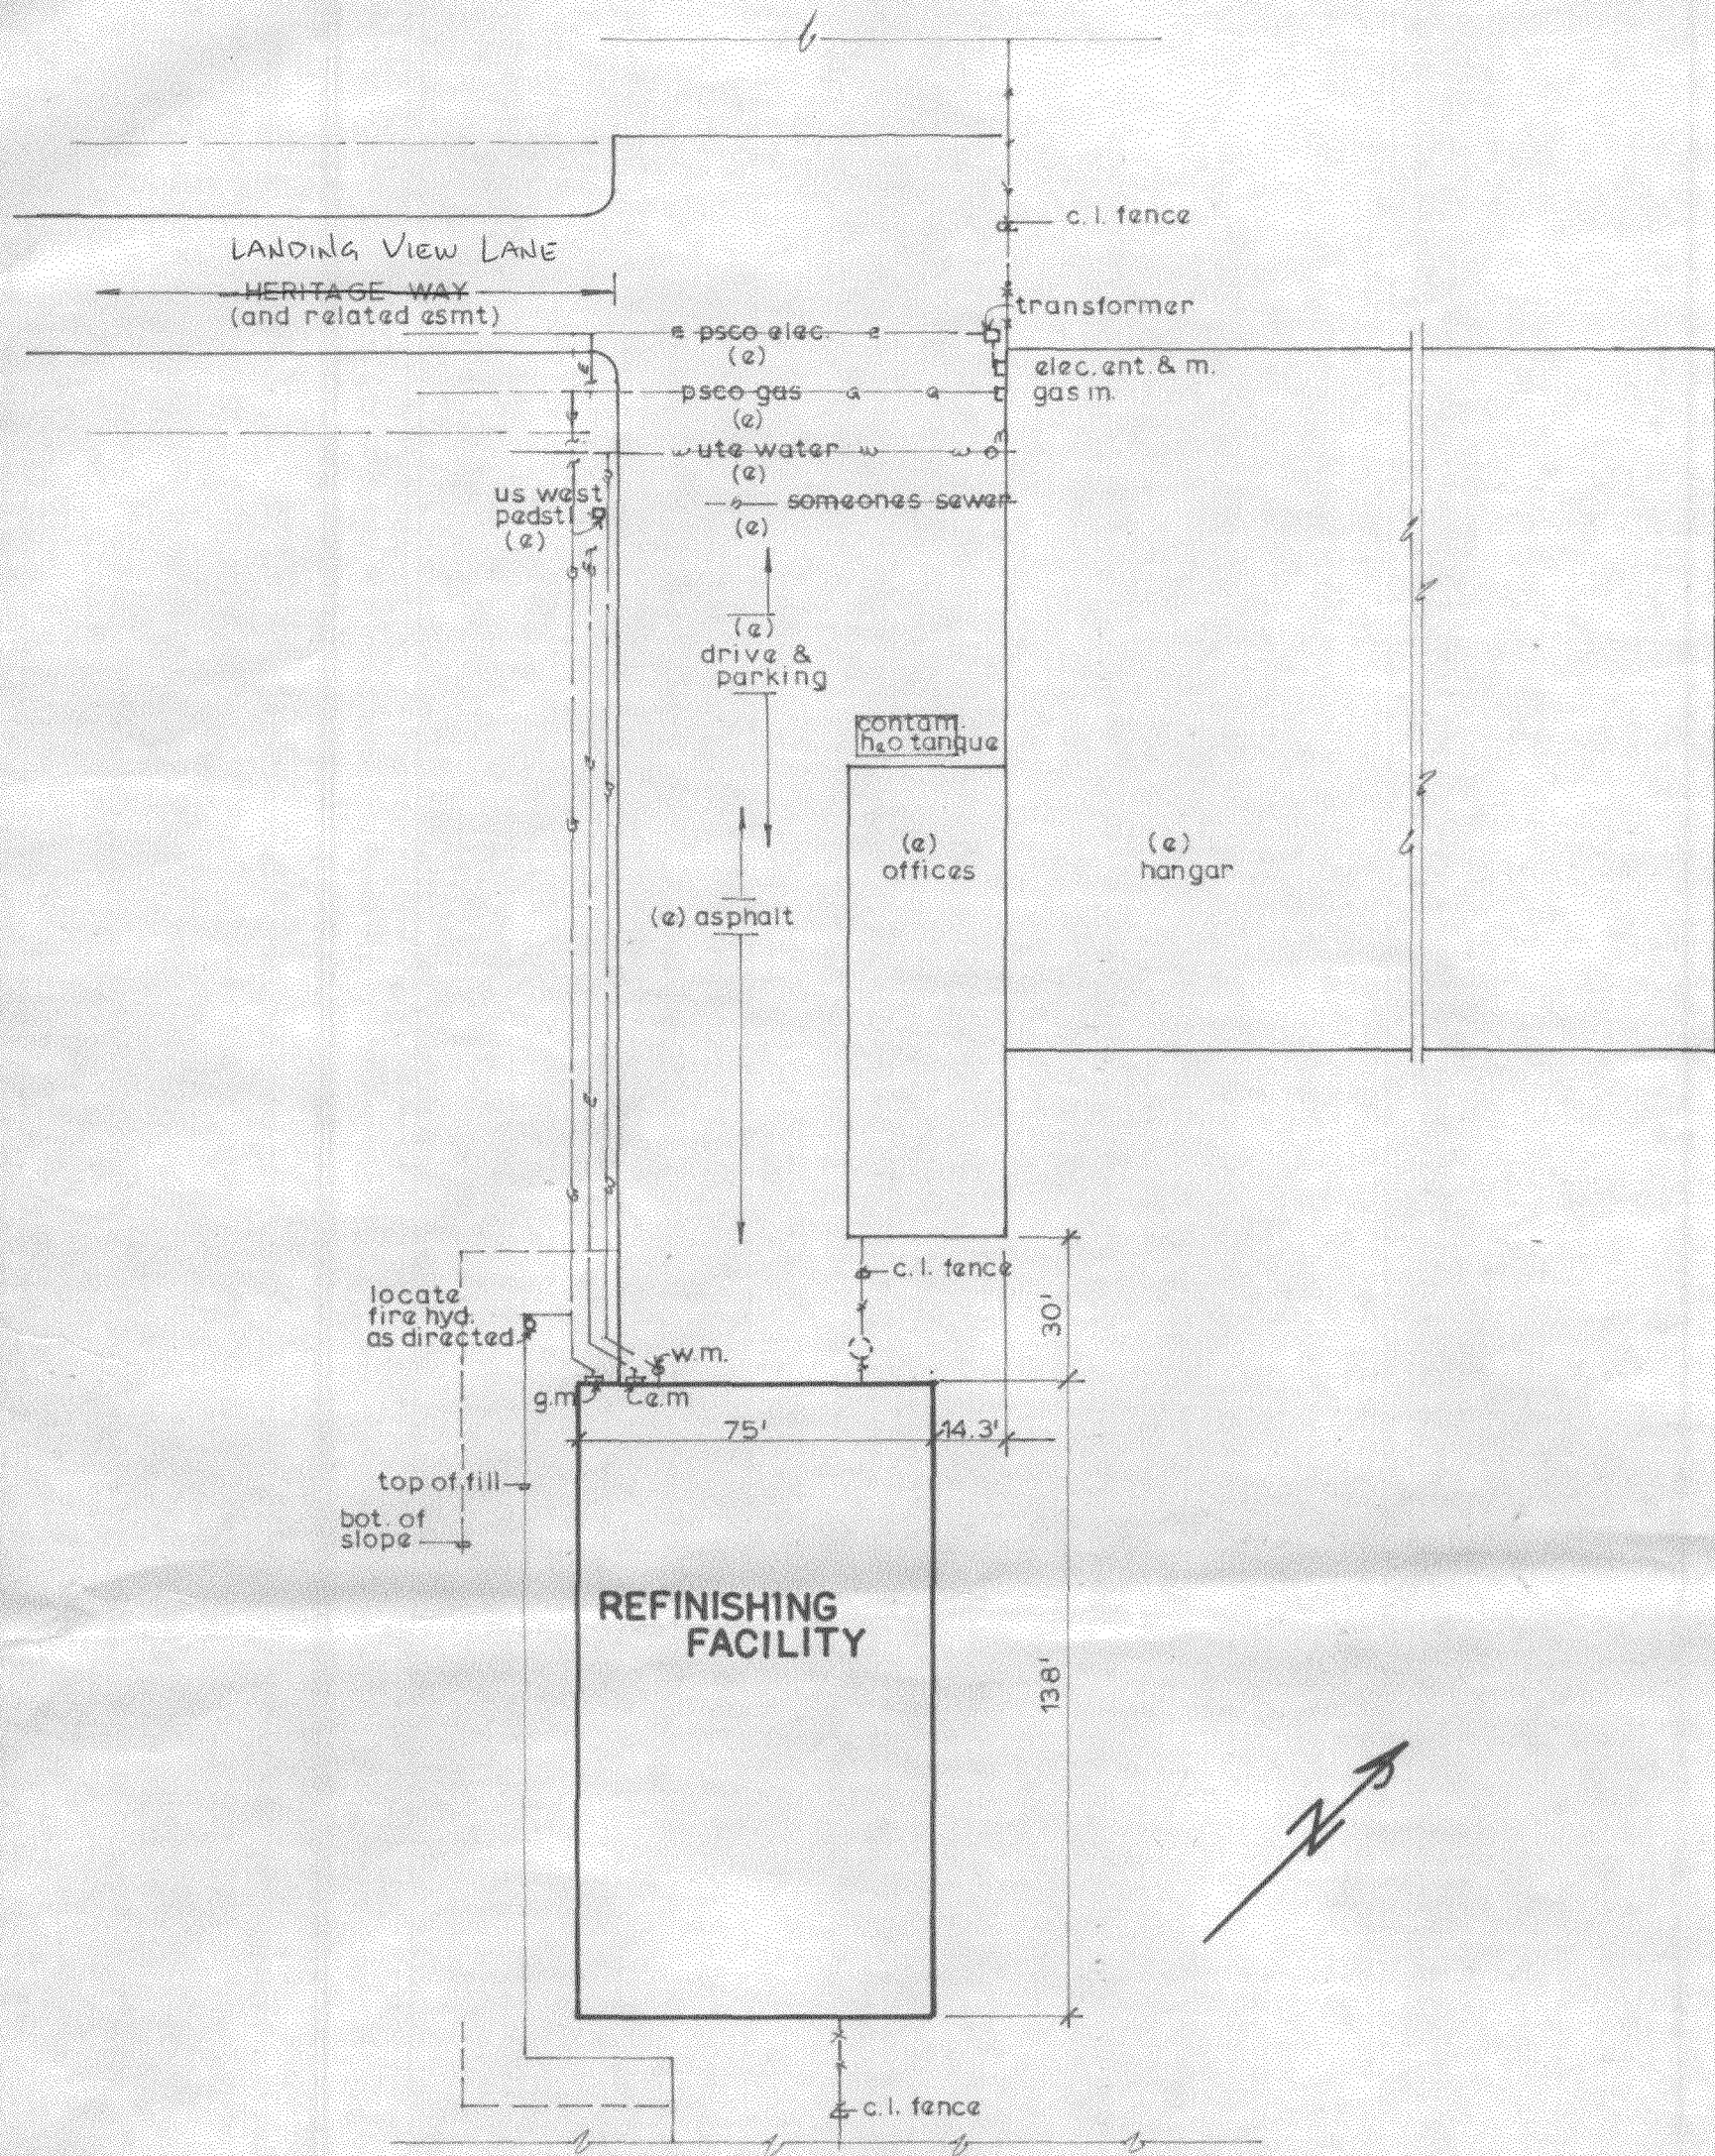 c. l. fence
LANDING VIEW LANE
HERITAGE WAY
(and related esmt)
transformer
e psco elec. e
(e)
elec. ent. & m.
psco gas G G
gas m.
(e)
w ute water w w
(e)
us west
pedstl
(e)
s someones sewer
(e)
(e)
drive &
parking
contam.
h2o tanque
(e)
offices
(e)
hangar
(e) asphalt
c. l. fence
30'
locate
fire hyd.
as directed
w.m.
g.m
e.m
75'
14.3'
top of fill
bot. of
slope
REFINISHING
FACILITY
138'
N
c. l. fence